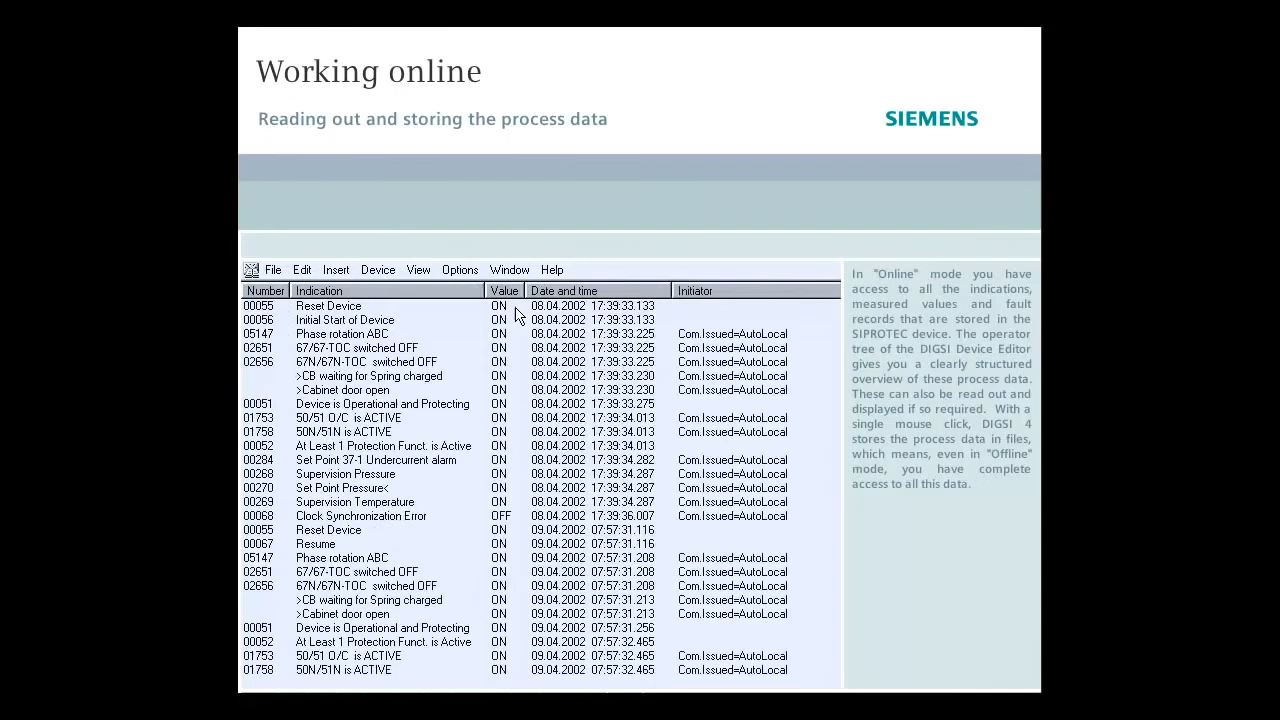 Working online
Reading out and storing the process data
SIEMENS
File Edit Insert Device View Options Window Help
Number Indication Value Date and time Initiator
00055 Reset Device ON 08.04.2002 17:39:33.133
00056 Initial Start of Device ON 08.04.2002 17:39:33.133
05147 Phase rotation ABC ON 08.04.2002 17:39:33.225 Com.Issued=AutoLocal
02651 67/67-TOC switched OFF ON 08.04.2002 17:39:33.225 Com.Issued=AutoLocal
02656 67N/67N-TOC switched OFF ON 08.04.2002 17:39:33.225 Com.Issued=AutoLocal
>CB waiting for Spring charged ON 08.04.2002 17:39:33.230 Com.Issued=AutoLocal
>Cabinet door open ON 08.04.2002 17:39:33.230 Com.Issued=AutoLocal
00051 Device is Operational and Protecting ON 08.04.2002 17:39:33.275
01753 50/51 O/C is ACTIVE ON 08.04.2002 17:39:34.013 Com.Issued=AutoLocal
01758 50N/51N is ACTIVE ON 08.04.2002 17:39:34.013 Com.Issued=AutoLocal
00052 At Least 1 Protection Funct. is Active ON 08.04.2002 17:39:34.013 Com.Issued=AutoLocal
00284 Set Point 37-1 Undercurrent alarm ON 08.04.2002 17:39:34.282 Com.Issued=AutoLocal
00268 Supervision Pressure ON 08.04.2002 17:39:34.287 Com.Issued=AutoLocal
00270 Set Point Pressure< ON 08.04.2002 17:39:34.287 Com.Issued=AutoLocal
00269 Supervision Temperature ON 08.04.2002 17:39:34.287 Com.Issued=AutoLocal
00068 Clock Synchronization Error OFF 08.04.2002 17:39:36.007 Com.Issued=AutoLocal
00055 Reset Device ON 09.04.2002 07:57:31.116
00067 Resume ON 09.04.2002 07:57:31.116
05147 Phase rotation ABC ON 09.04.2002 07:57:31.208 Com.Issued=AutoLocal
02651 67/67-TOC switched OFF ON 09.04.2002 07:57:31.208 Com.Issued=AutoLocal
02656 67N/67N-TOC switched OFF ON 09.04.2002 07:57:31.208 Com.Issued=AutoLocal
>CB waiting for Spring charged ON 09.04.2002 07:57:31.213 Com.Issued=AutoLocal
>Cabinet door open ON 09.04.2002 07:57:31.213 Com.Issued=AutoLocal
00051 Device is Operational and Protecting ON 09.04.2002 07:57:31.256
00052 At Least 1 Protection Funct. is Active ON 09.04.2002 07:57:32.465
01753 50/51 O/C is ACTIVE ON 09.04.2002 07:57:32.465 Com.Issued=AutoLocal
01758 50N/51N is ACTIVE ON 09.04.2002 07:57:32.465 Com.Issued=AutoLocal
In "Online" mode you have
access to all the indications,
measured values and fault
records that are stored in the
SIPROTEC device. The operator
tree of the DIGSI Device Editor
gives you a clearly structured
overview of these process data.
These can also be read out and
displayed if so required. With a
single mouse click, DIGSI 4
stores the process data in files,
which means, even in "Offline"
mode, you have complete
access to all this data.